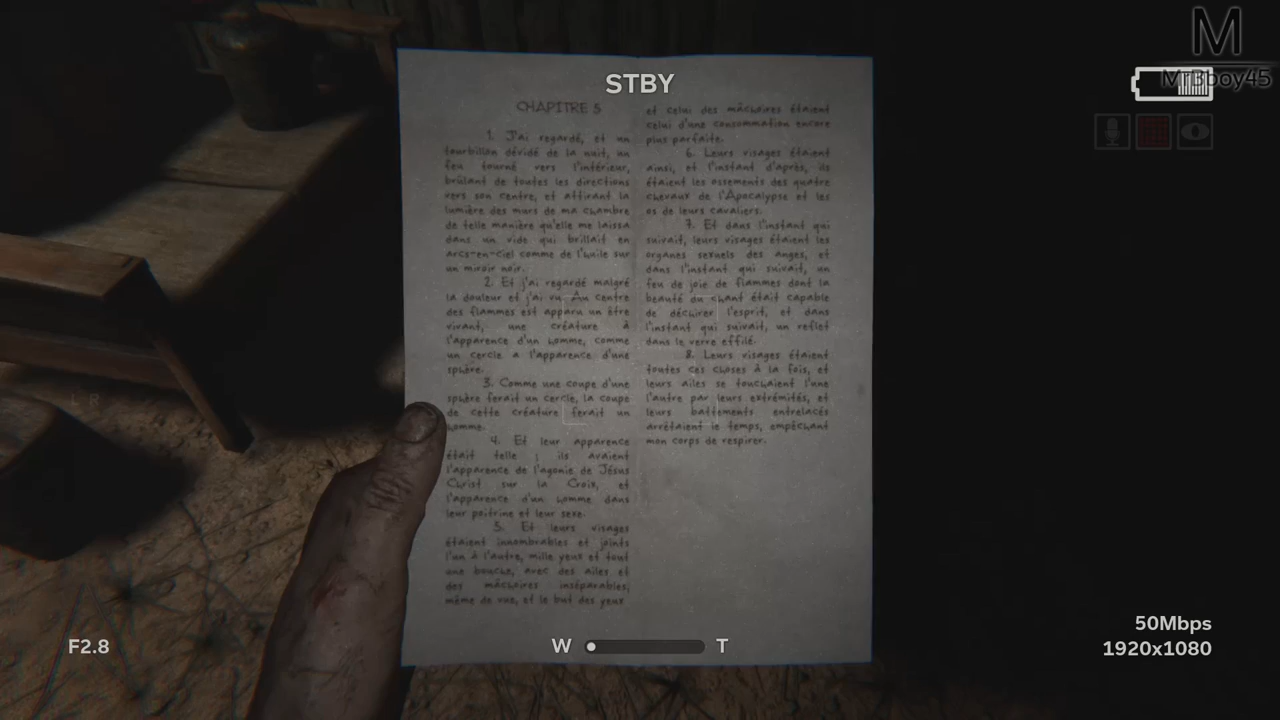 STBY
M
MrBboy45
CHAPITRE 5
1. J'ai regardé, et un
tourbillon dévidé de la nuit, un
feu tourné vers l'intérieur,
brûlant de toutes les directions
vers son centre, et attirant la
lumière des murs de ma chambre
de telle manière qu'elle me laissa
dans un vide qui brillait en
arcs-en-ciel comme de l'huile sur
un miroir noir.
2. Et j'ai regardé malgré
la douleur et j'ai vu. Au centre
des flammes est apparu un être
vivant, une créature à
l'apparence d'un homme, comme
un cercle a l'apparence d'une
sphère.
3. Comme une coupe d'une
sphère ferait un cercle, la coupe
de cette créature ferait un
homme.
4. Et leur apparence
était telle : ils avaient
l'apparence de l'agonie de Jésus
Christ sur la Croix, et
l'apparence d'un homme dans
leur poitrine et leur sexe.
5. Et leurs visages
étaient innombrables et joints
l'un à l'autre, mille yeux et tout
une bouche, avec des ailes et
des mâchoires inséparables,
même de vue, et le but des yeux
et celui des mâchoires étaient
celui d'une consommation encore
plus parfaite.
6. Leurs visages étaient
ainsi, et l'instant d'après, ils
étaient les ossements des quatre
chevaux de l'Apocalypse et les
os de leurs cavaliers.
7. Et dans l'instant qui
suivait, leurs visages étaient les
organes sexuels des anges, et
dans l'instant qui suivait, un
feu de joie de flammes dont la
beauté du chant était capable
de déchirer l'esprit, et dans
l'instant qui suivait, un reflet
dans le verre effilé.
8. Leurs visages étaient
toutes ces choses à la fois, et
leurs ailes se touchaient l'une
l'autre par leurs extrémités, et
leurs battements entrelacés
arrêtaient le temps, empêchant
mon corps de respirer.
L R
F2.8
W T
50Mbps
1920x1080